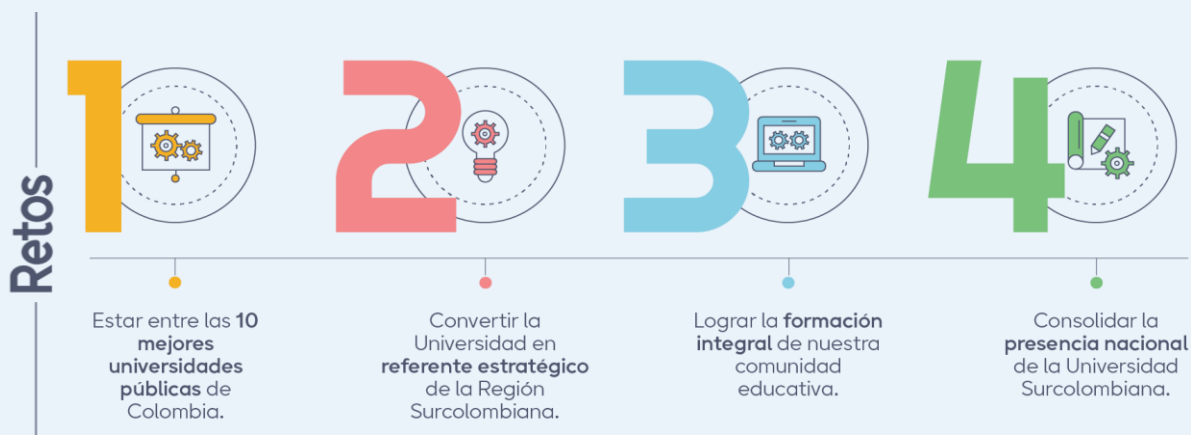 Retos
1
Estar entre las 10
mejores
universidades
públicas de
Colombia.
2
Convertir la
Universidad en
referente estratégico
de la Región
Surcolombiana.
3
Lograr la formación
integral de nuestra
comunidad
educativa.
4
Consolidar la
presencia nacional
de la Universidad
Surcolombiana.